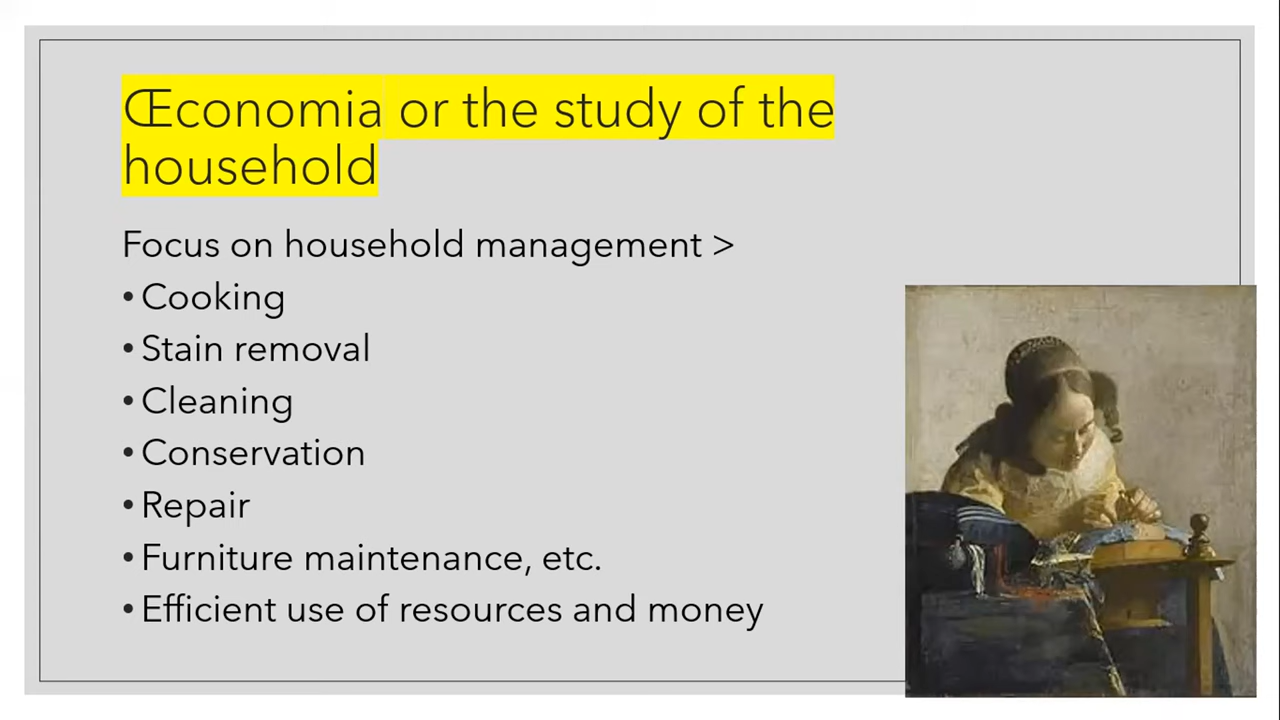 Œconomia or the study of the
household
Focus on household management >
• Cooking
• Stain removal
• Cleaning
• Conservation
• Repair
• Furniture maintenance, etc.
• Efficient use of resources and money